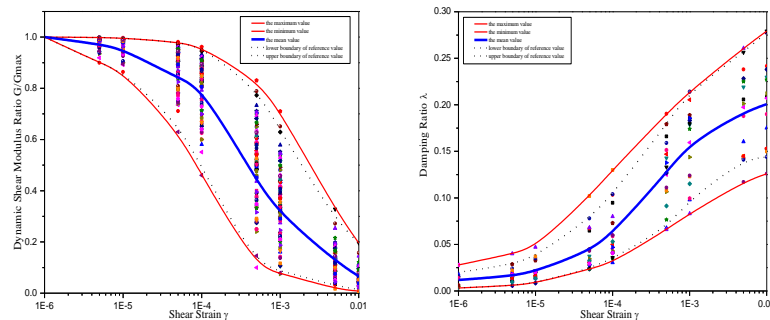 Dynamic Shear Modulus Ratio G/Gmax
1.0
0.8
0.6
0.4
0.2
0.0
the maximum value
the minimum value
the mean value
lower boundary of reference value
upper boundary of reference value
1E-6
1E-5
1E-4
1E-3
0.01
Shear Strain γ
Damping Ratio λ
0.30
0.25
0.20
0.15
0.10
0.05
0.00
the maximum value
the minimum value
the mean value
lower boundary of reference value
upper boundary of reference value
1E-6
1E-5
1E-4
1E-3
0.0
Shear Strain γ